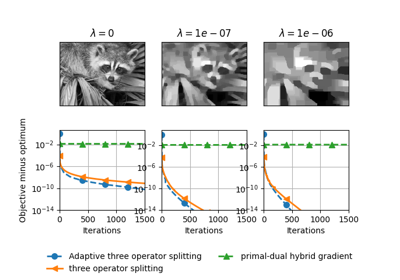 λ = 0
λ = 1e − 07
λ = 1e − 06
Objective minus optimum
10⁻² 10⁻² 10⁻²
10⁻⁶ 10⁻⁶ 10⁻⁶
10⁻¹⁰ 10⁻¹⁰ 10⁻¹⁰
10⁻¹⁴ 10⁻¹⁴ 10⁻¹⁴
0 500 1000 1500 0 500 1000 1500 0 500 1000 1500
Iterations Iterations Iterations
Adaptive three operator splitting
three operator splitting
primal-dual hybrid gradient